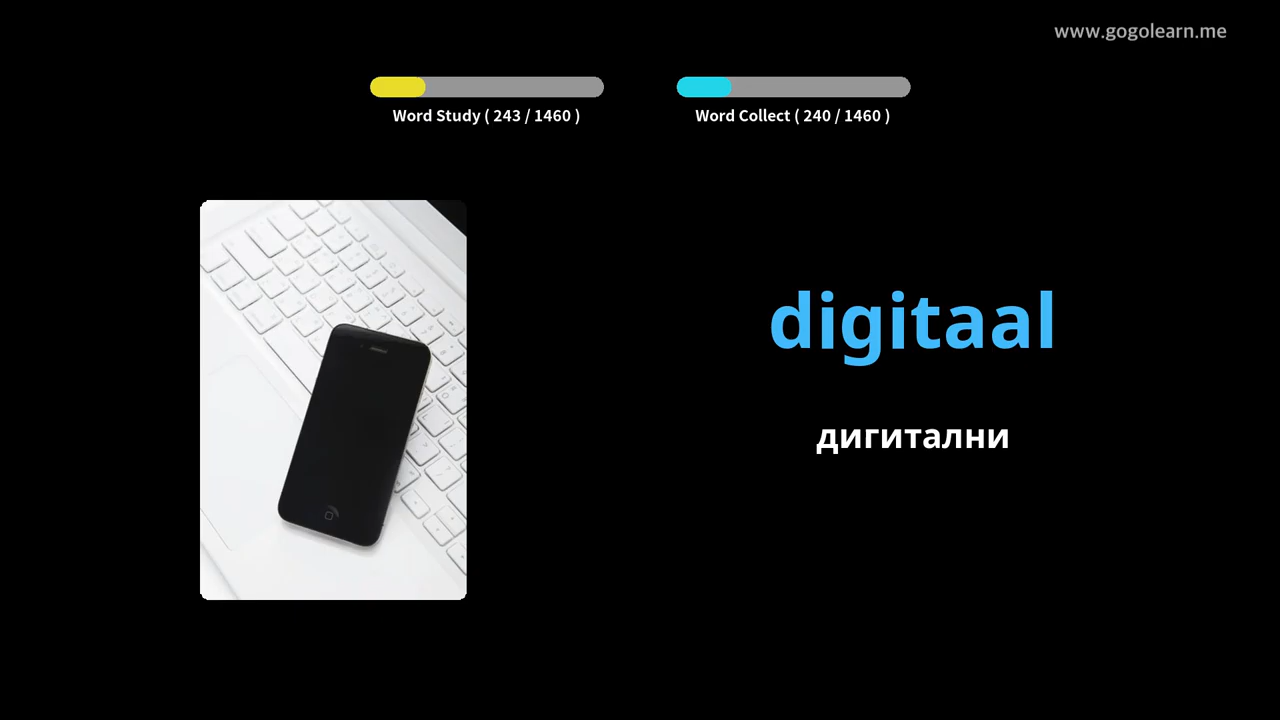 www.gogolearn.me
Word Study ( 243 / 1460 )
Word Collect ( 240 / 1460 )
digitaal
дигитални